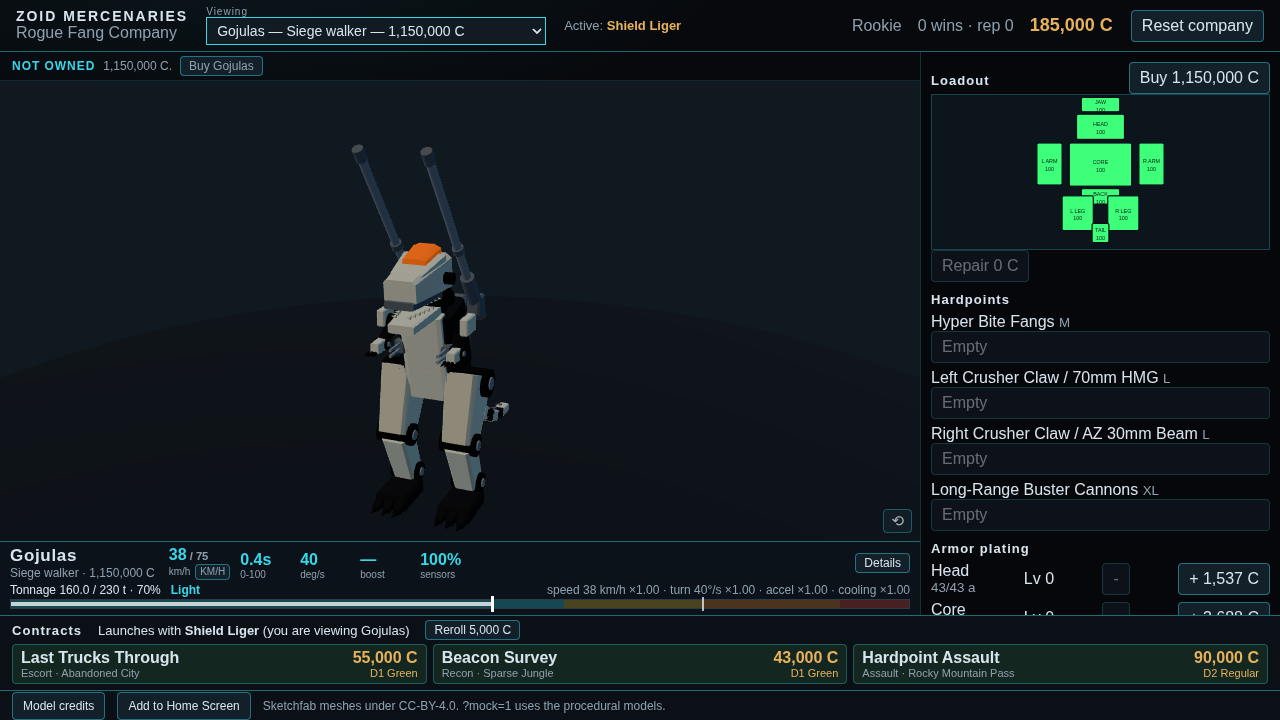 ZOID MERCENARIES
Rogue Fang Company
Viewing
Gojulas — Siege walker — 1,150,000 C
Active: Shield Liger
Rookie 0 wins · rep 0 185,000 C
Reset company
NOT OWNED 1,150,000 C. Buy Gojulas
Loadout
Buy 1,150,000 C
JAW
100
HEAD
100
L ARM
100
CORE
100
R ARM
100
BACK
100
L LEG
100
R LEG
100
TAIL
100
Repair 0 C
Hardpoints
Hyper Bite Fangs M
Empty
Left Crusher Claw / 70mm HMG L
Empty
Right Crusher Claw / AZ 30mm Beam L
Empty
Long-Range Buster Cannons XL
Empty
Armor plating
Head
43/43 a
Lv 0
-
+ 1,537 C
Core
Lv 0
+ 3,688 C
⟲
Gojulas
Siege walker · 1,150,000 C
38 / 75
km/h KM/H
0.4s
0-100
40
deg/s
—
boost
100%
sensors
Details
Tonnage 160.0 / 230 t · 70% Light
speed 38 km/h ×1.00 · turn 40°/s ×1.00 · accel ×1.00 · cooling ×1.00
Contracts Launches with Shield Liger (you are viewing Gojulas) Reroll 5,000 C
Last Trucks Through 55,000 C
Escort · Abandoned City D1 Green
Beacon Survey 43,000 C
Recon · Sparse Jungle D1 Green
Hardpoint Assault 90,000 C
Assault · Rocky Mountain Pass D2 Regular
Model credits Add to Home Screen Sketchfab meshes under CC-BY-4.0. ?mock=1 uses the procedural models.